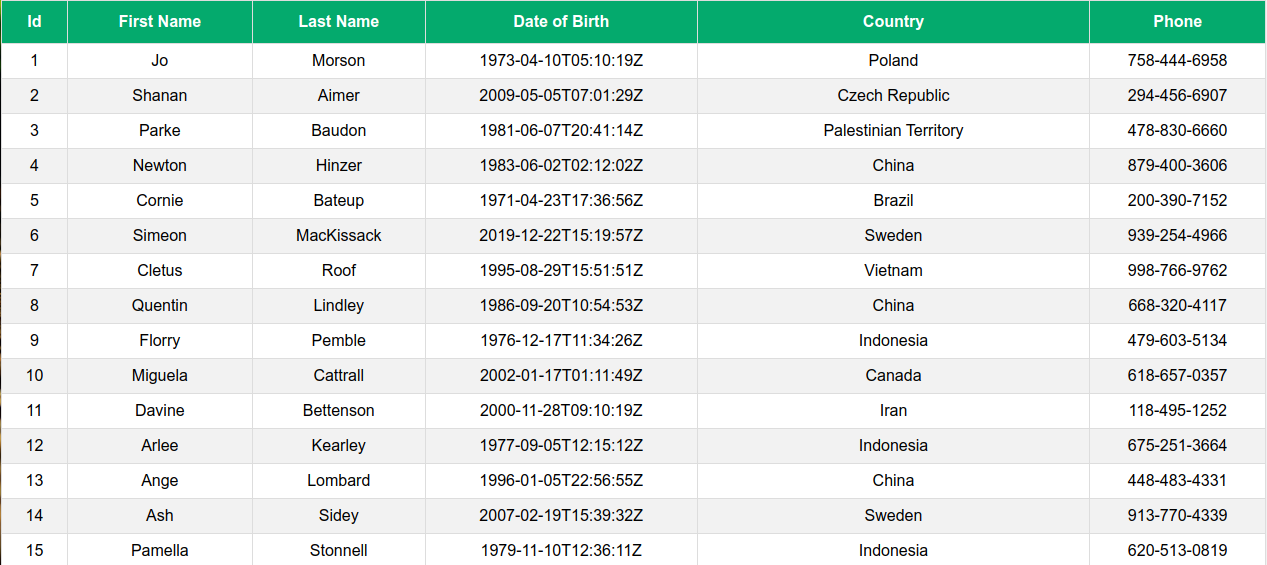 Id First Name Last Name Date of Birth Country Phone
1 Jo Morson 1973-04-10T05:10:19Z Poland 758-444-6958
2 Shanan Aimer 2009-05-05T07:01:29Z Czech Republic 294-456-6907
3 Parke Baudon 1981-06-07T20:41:14Z Palestinian Territory 478-830-6660
4 Newton Hinzer 1983-06-02T02:12:02Z China 879-400-3606
5 Cornie Bateup 1971-04-23T17:36:56Z Brazil 200-390-7152
6 Simeon MacKissack 2019-12-22T15:19:57Z Sweden 939-254-4966
7 Cletus Roof 1995-08-29T15:51:51Z Vietnam 998-766-9762
8 Quentin Lindley 1986-09-20T10:54:53Z China 668-320-4117
9 Florry Pemble 1976-12-17T11:34:26Z Indonesia 479-603-5134
10 Miguela Cattrall 2002-01-17T01:11:49Z Canada 618-657-0357
11 Davine Bettenson 2000-11-28T09:10:19Z Iran 118-495-1252
12 Arlee Kearley 1977-09-05T12:15:12Z Indonesia 675-251-3664
13 Ange Lombard 1996-01-05T22:56:55Z China 448-483-4331
14 Ash Sidey 2007-02-19T15:39:32Z Sweden 913-770-4339
15 Pamella Stonnell 1979-11-10T12:36:11Z Indonesia 620-513-0819